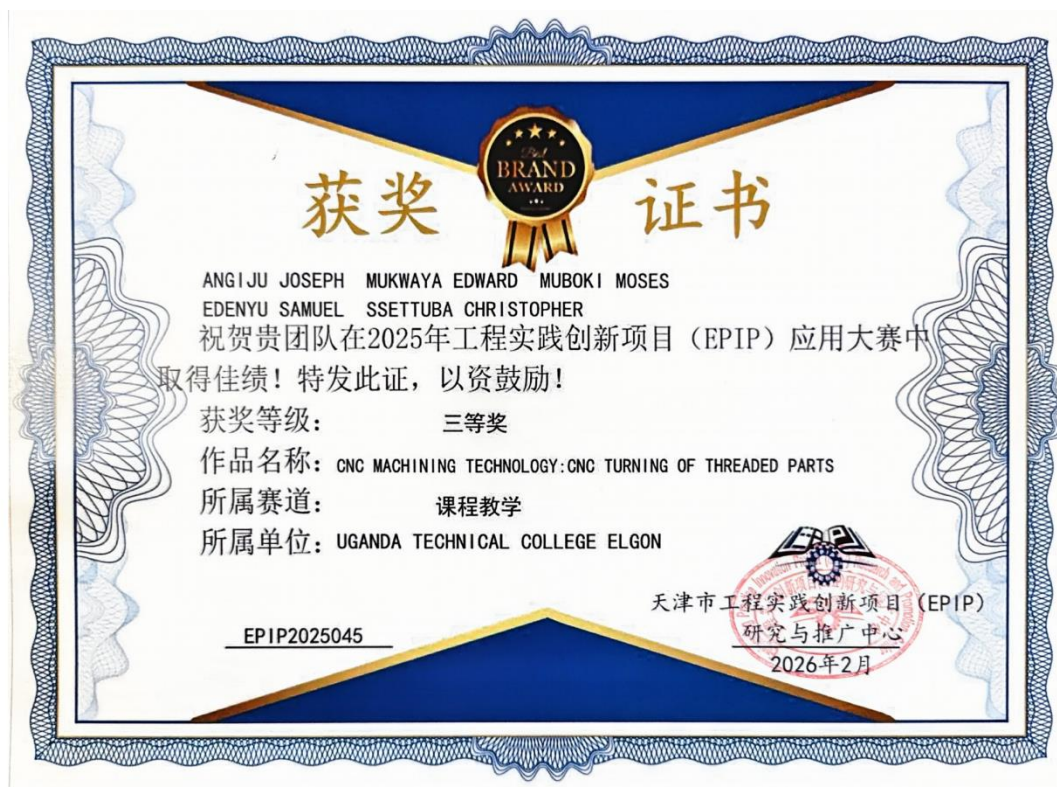 Best
BRAND
AWARD
获奖 证书
ANGIJU JOSEPH MUKWAYA EDWARD MUBOKI MOSES
EDENYU SAMUEL SSETTUBA CHRISTOPHER
祝贺贵团队在2025年工程实践创新项目（EPIP）应用大赛中
取得佳绩！特发此证，以资鼓励！
获奖等级： 三等奖
作品名称：CNC MACHINING TECHNOLOGY:CNC TURNING OF THREADED PARTS
所属赛道： 课程教学
所属单位：UGANDA TECHNICAL COLLEGE ELGON
天津市工程实践创新项目（EPIP）
研究与推广中心
2026年2月
EPIP2025045